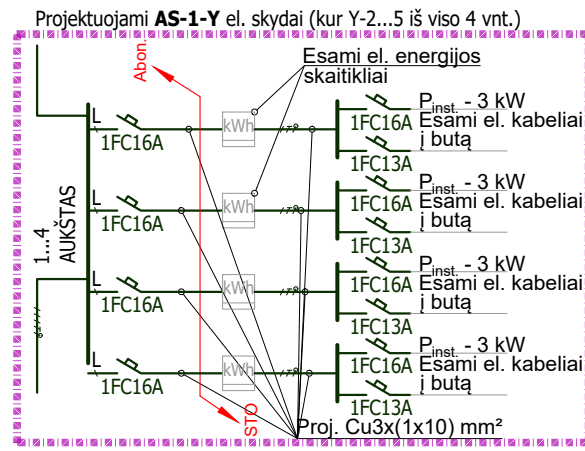 Projektuojami AS-1-Y el. skydai (kur Y-2...5 iš viso 4 vnt.)
Abon.
Esami el. energijos
skaitikliai
1...4
AUKŠTAS
L
1FC16A
kWh
1FC16A
1FC13A
Pinst. - 3 kW
Esami el. kabeliai
į butą
L
1FC16A
kWh
1FC16A
1FC13A
Pinst. - 3 kW
Esami el. kabeliai
į butą
L
1FC16A
kWh
1FC16A
1FC13A
Pinst. - 3 kW
Esami el. kabeliai
į butą
L
1FC16A
kWh
1FC16A
1FC13A
Pinst. - 3 kW
Esami el. kabeliai
į butą
STO
Proj. Cu3x(1x10) mm²